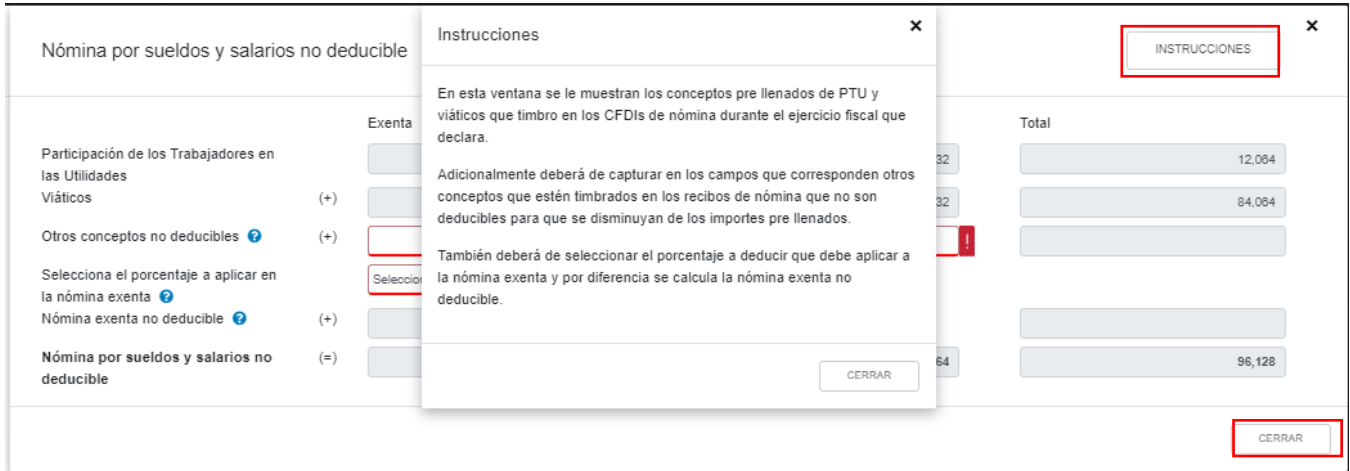 Nómina por sueldos y salarios no deducible
INSTRUCCIONES
Instrucciones
En esta ventana se le muestran los conceptos pre llenados de PTU y
viáticos que timbro en los CFDIs de nómina durante el ejercicio fiscal que
declara.
Adicionalmente deberá de capturar en los campos que corresponden otros
conceptos que estén timbrados en los recibos de nómina que no son
deducibles para que se disminuyan de los importes pre llenados.
También deberá de seleccionar el porcentaje a deducir que debe aplicar a
la nómina exenta y por diferencia se calcula la nómina exenta no
deducible.
CERRAR
Exenta Total
Participación de los Trabajadores en
las Utilidades
32 12,064
Viáticos (+) 32 84,064
Otros conceptos no deducibles ? (+) !
Selecciona el porcentaje a aplicar en
la nómina exenta ?
Nómina exenta no deducible ? (+)
Nómina por sueldos y salarios no
deducible
(=) 64 96,128
CERRAR